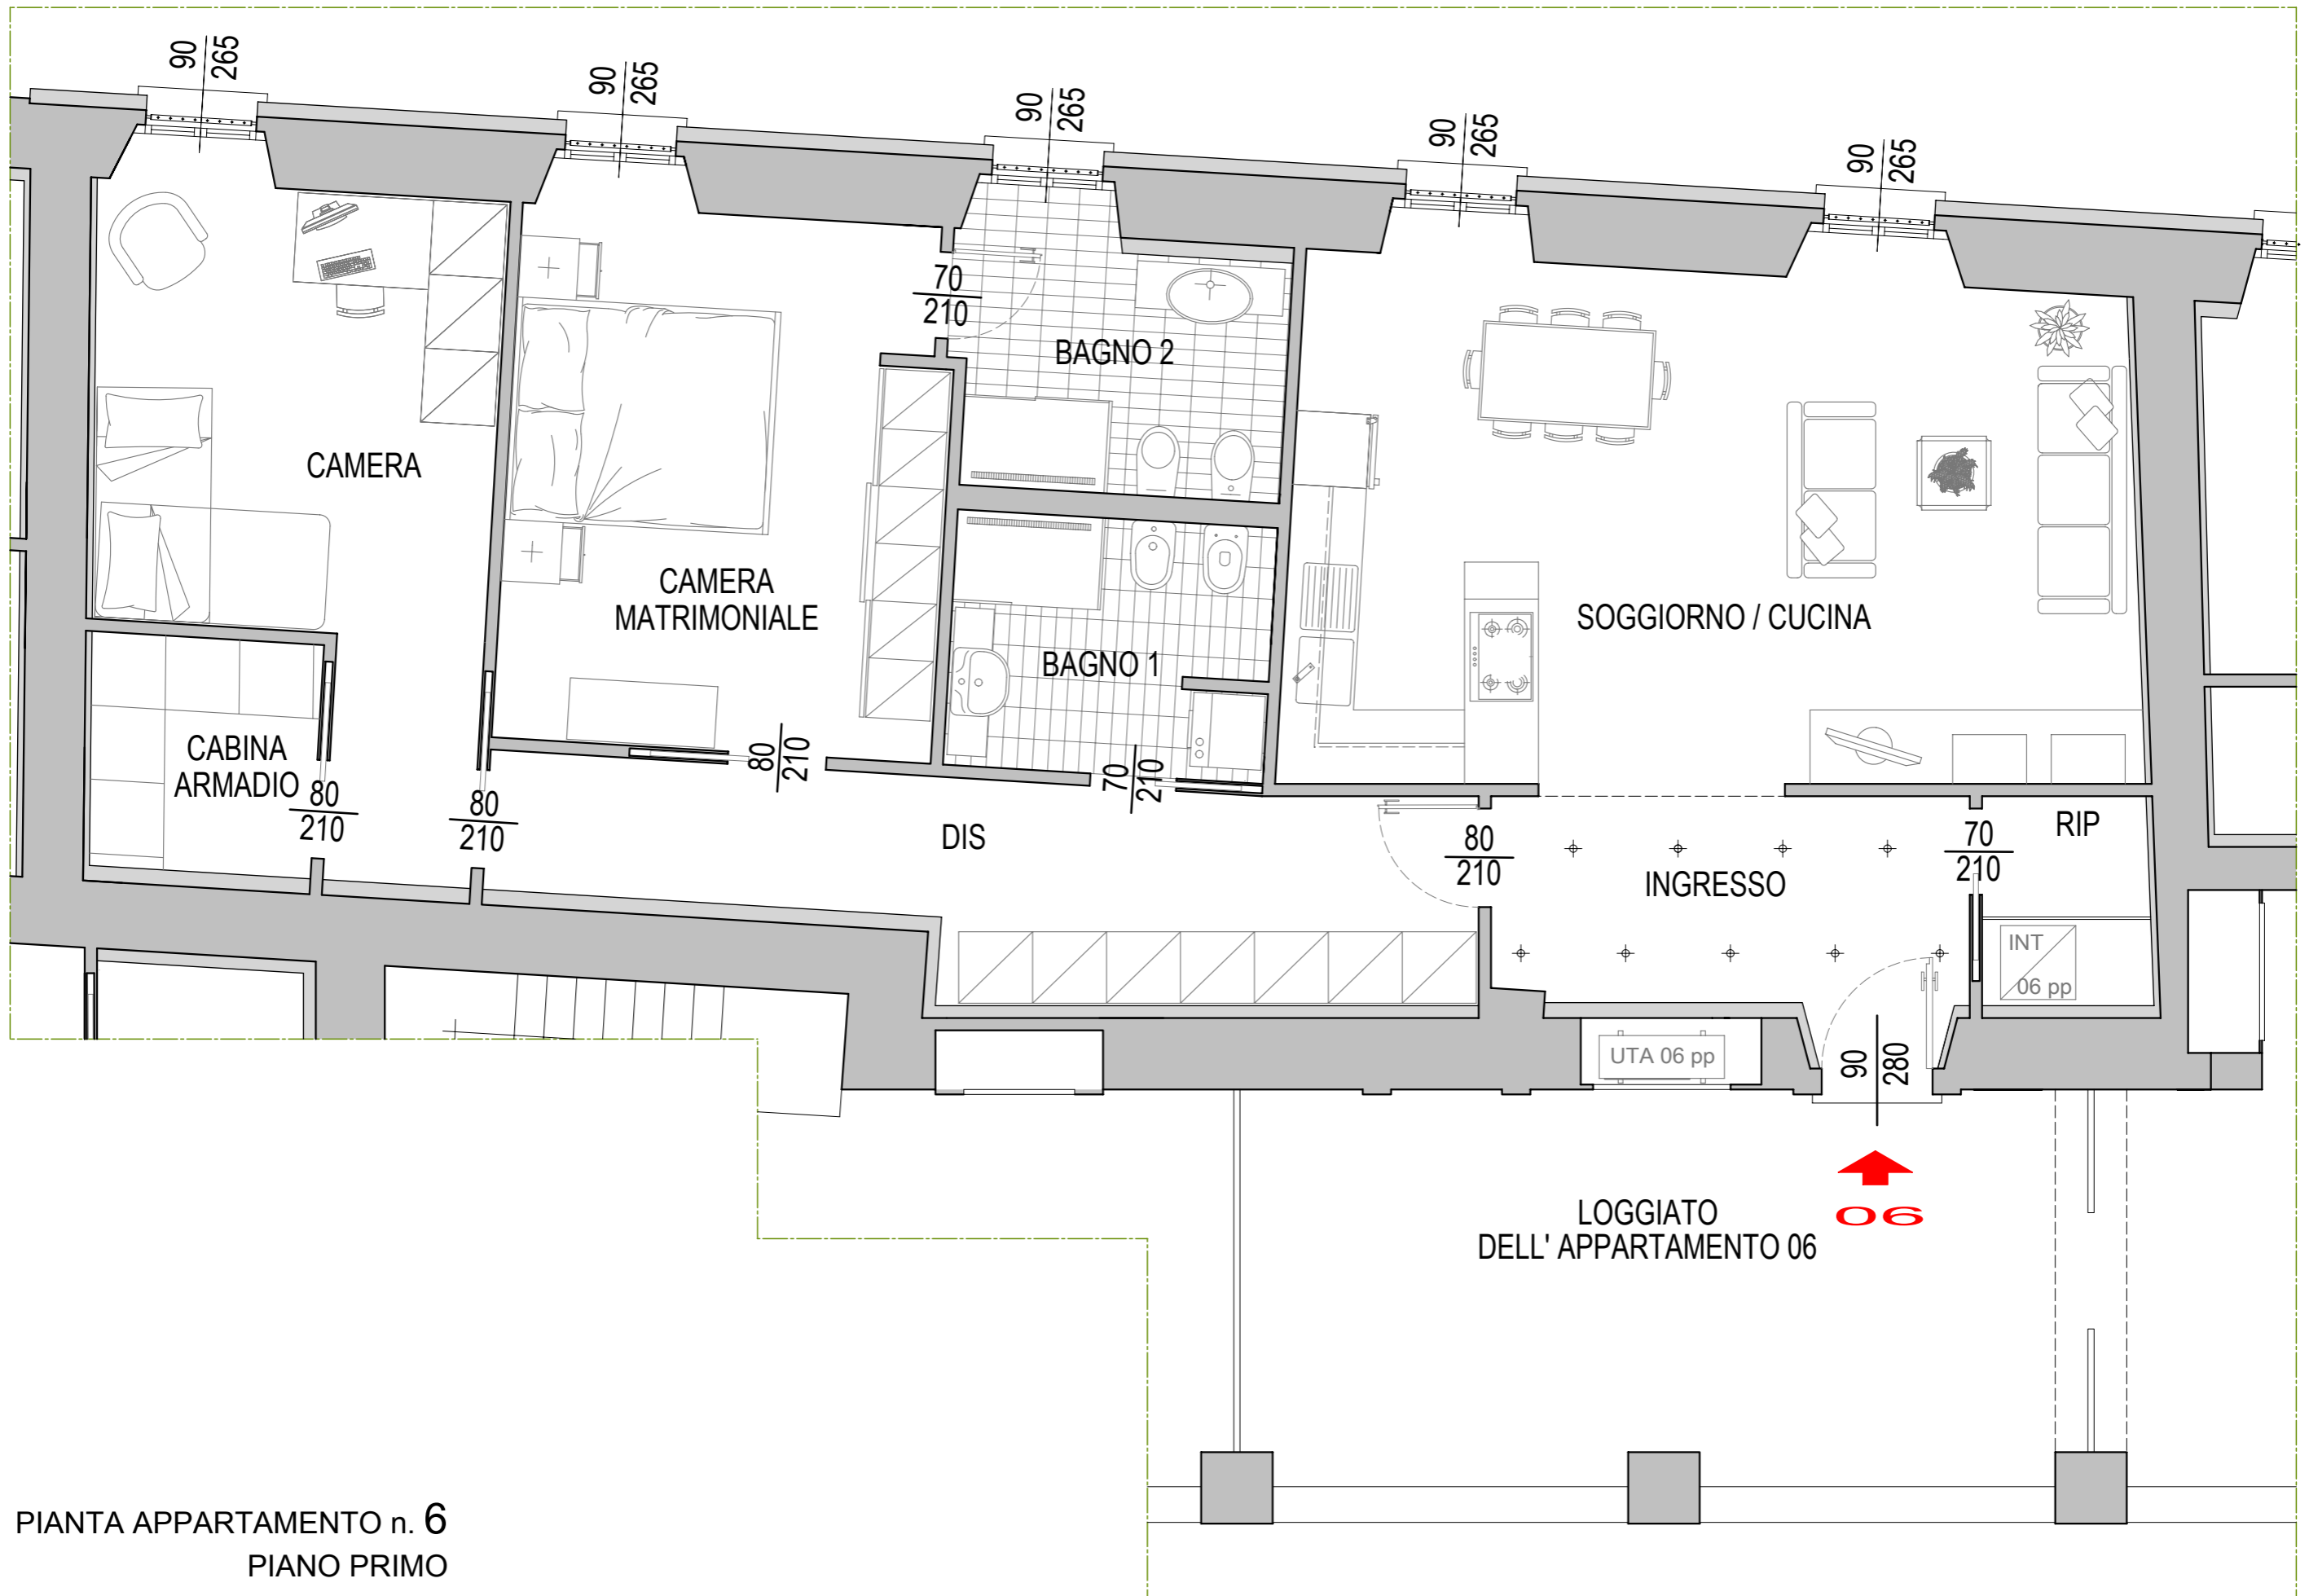 90
265
90
265
90
265
90
265
90
265
70
210
BAGNO 2
CAMERA
CAMERA
MATRIMONIALE
SOGGIORNO / CUCINA
BAGNO 1
CABINA
ARMADIO
80
210
80
210
80
210
70
210
DIS
80
210
INGRESSO
70
210
RIP
INT
06 pp
UTA 06 pp
90
280
06
LOGGIATO
DELL' APPARTAMENTO 06
PIANTA APPARTAMENTO n. 6
PIANO PRIMO